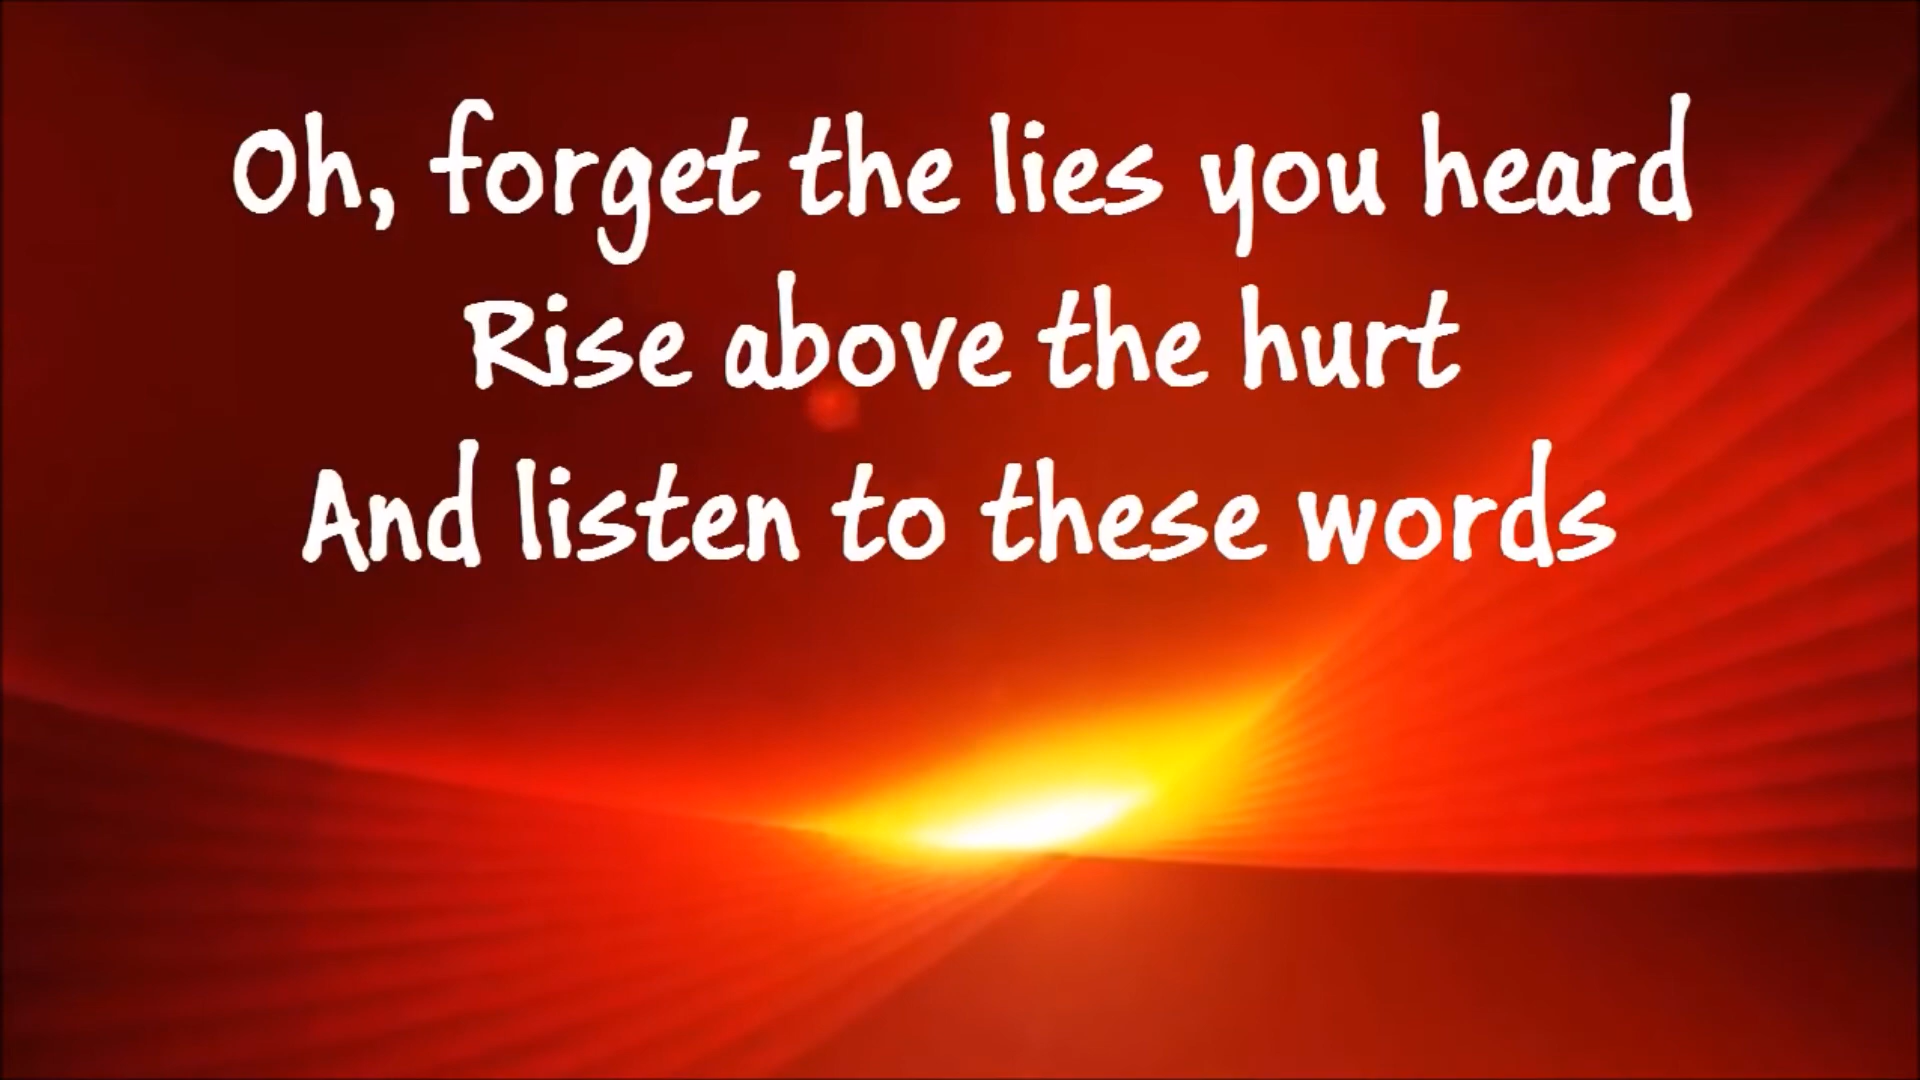 Oh, forget the lies you heard
Rise above the hurt
And listen to these words